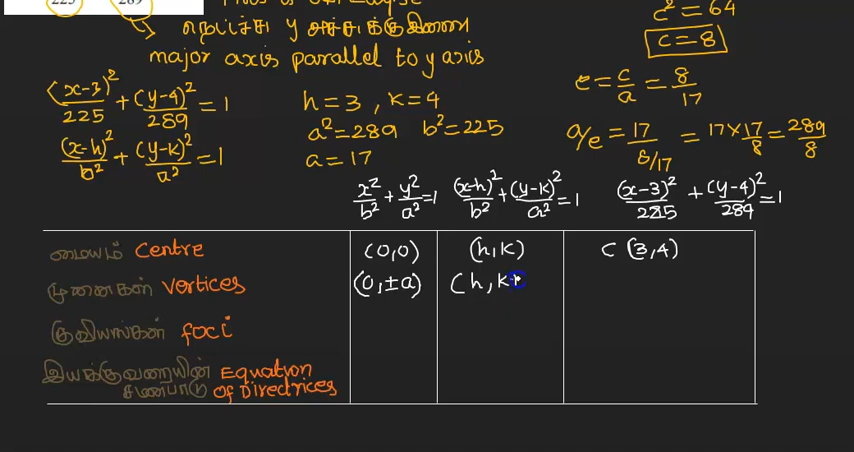 225 289
c² = 64
major axis parallel to y axis
c = 8
(x-3)²/225 + (y-4)²/289 = 1
h = 3 , k = 4
e = c/a = 8/17
a² = 289 b² = 225
(x-h)²/b² + (y-k)²/a² = 1
a = 17
a/e = 17/(8/17) = 17×17/8 = 289/8
x²/b² + y²/a² = 1 (x-h)²/b² + (y-k)²/a² = 1 (x-3)²/225 + (y-4)²/289 = 1
மையம் Centre (0,0) (h,k) C (3,4)
முனைகள் Vertices (0,±a) (h, k+
குவியங்கள் foci
இயக்குவரையின் Equation
சமன்பாடு of Directrices